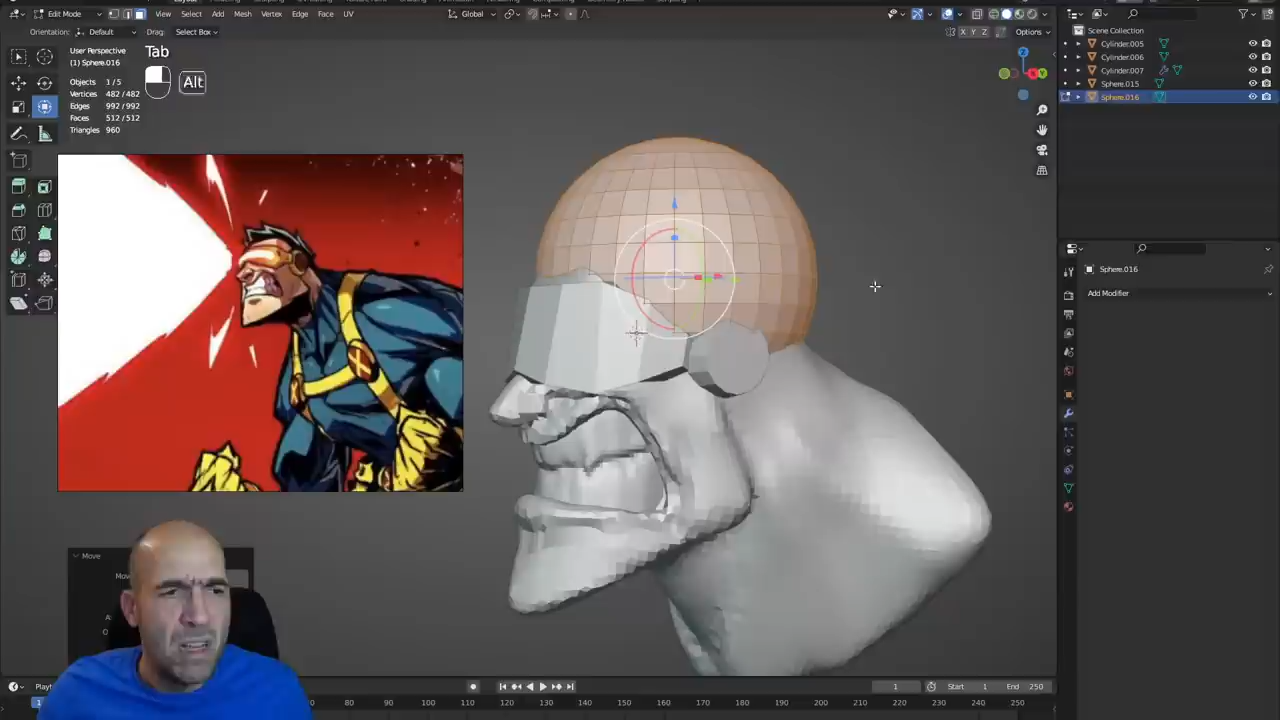 Edit Mode
View
Select
Add
Mesh
Vertex
Edge
Face
UV
Global
Orientation:
Default
Drag:
Select Box
Options
Tab
Alt
User Perspective
(1) Sphere.016
Objects 1/5
Vertices 482/482
Edges 992/992
Faces 512/512
Triangles 960
X Y Z
Z
X
Y
Scene Collection
Cylinder.005
Cylinder.006
Cylinder.007
Sphere.015
Sphere.016
Sphere.016
Add Modifier
Move
1
Start 1
End 250
80
90
100
110
120
130
140
150
160
170
180
190
200
210
220
230
240
250